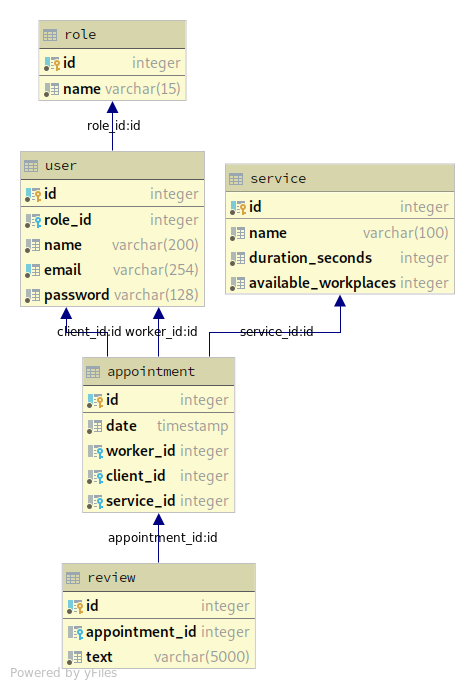 role
id integer
name varchar(15)
role_id:id
user
id integer
role_id integer
name varchar(200)
email varchar(254)
password varchar(128)
service
id integer
name varchar(100)
duration_seconds integer
available_workplaces integer
client_id:id worker_id:id service_id:id
appointment
id integer
date timestamp
worker_id integer
client_id integer
service_id integer
appointment_id:id
review
id integer
appointment_id integer
text varchar(5000)
Powered by yFiles